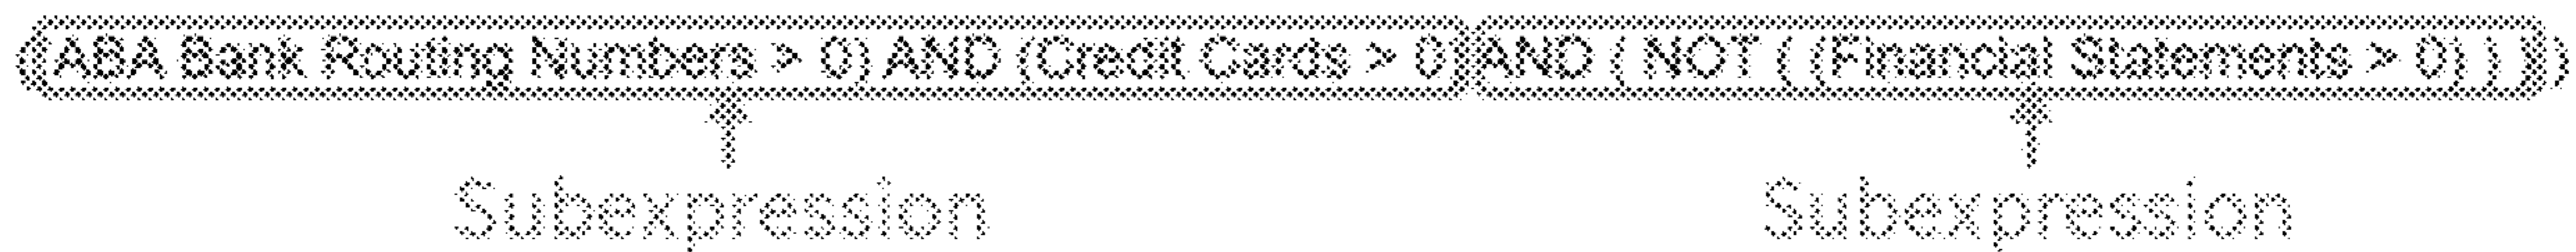 (ABA Bank Routing Numbers > 0) AND (Credit Cards > 0) AND ( NOT ( (Financial Statements > 0) ) ))
Subexpression Subexpression